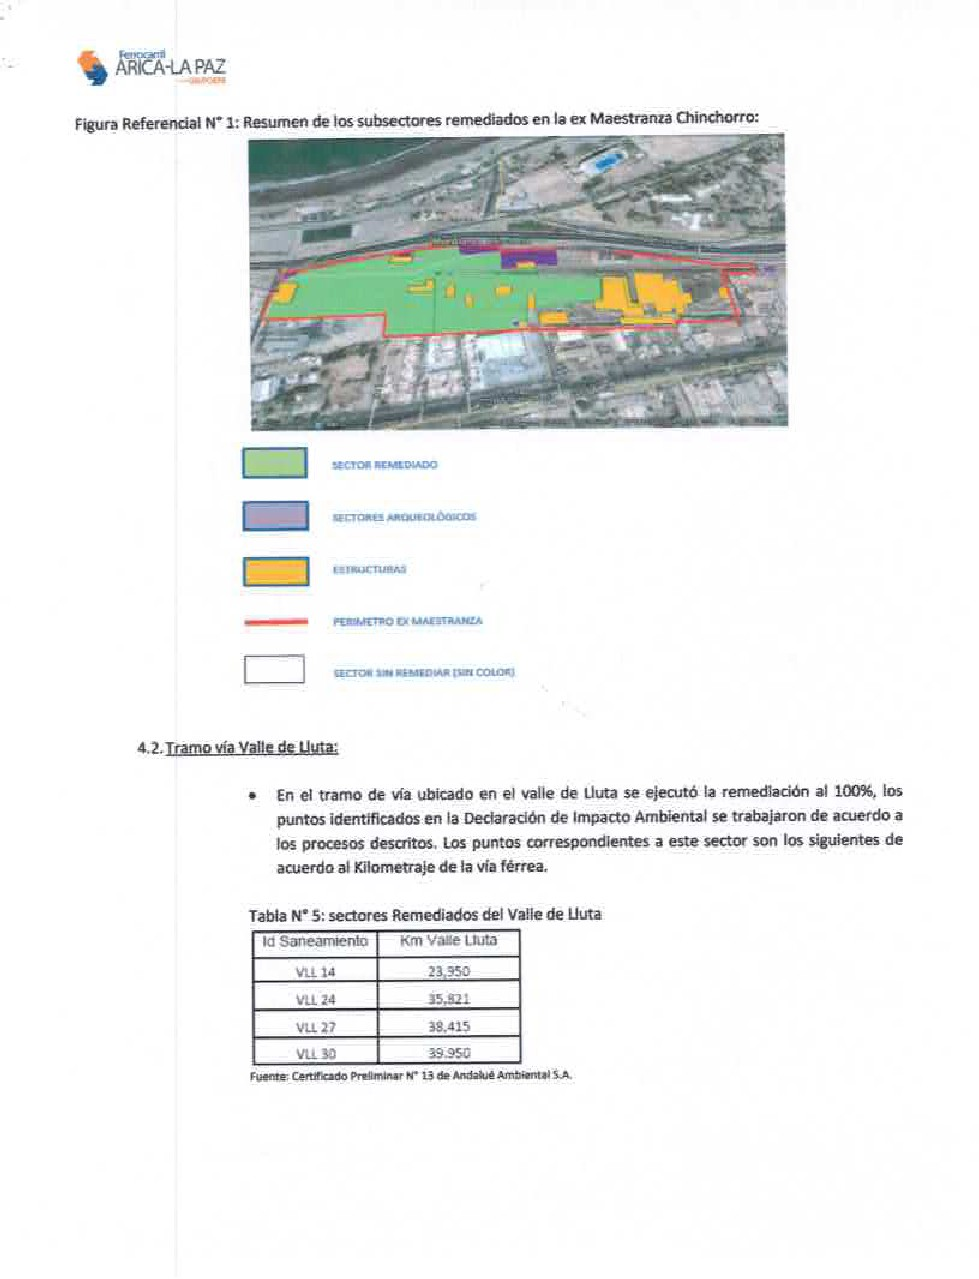 Ferrocarril
ARICA-LA PAZ
Figura Referencial N° 1: Resumen de los subsectores remediados en la ex Maestranza Chinchorro:
SECTOR REMEDIADO
SECTORES ARQUEOLÓGICOS
ESTRUCTURAS
PERIMETRO EX MAESTRANZA
SECTOR SIN REMEDIAR (SIN COLOR)
4.2. Tramo vía Valle de Lluta:
• En el tramo de vía ubicado en el valle de Lluta se ejecutó la remediación al 100%, los
puntos identificados en la Declaración de Impacto Ambiental se trabajaron de acuerdo a
los procesos descritos. Los puntos correspondientes a este sector son los siguientes de
acuerdo al Kilometraje de la vía férrea.
Tabla N° 5: sectores Remediados del Valle de Lluta
Id Saneamiento Km Valle Lluta
VLL 14 23,950
VLL 24 35,821
VLL 27 38,415
VLL 30 39.950
Fuente: Certificado Preliminar N° 13 de Andalué Ambiental S.A.